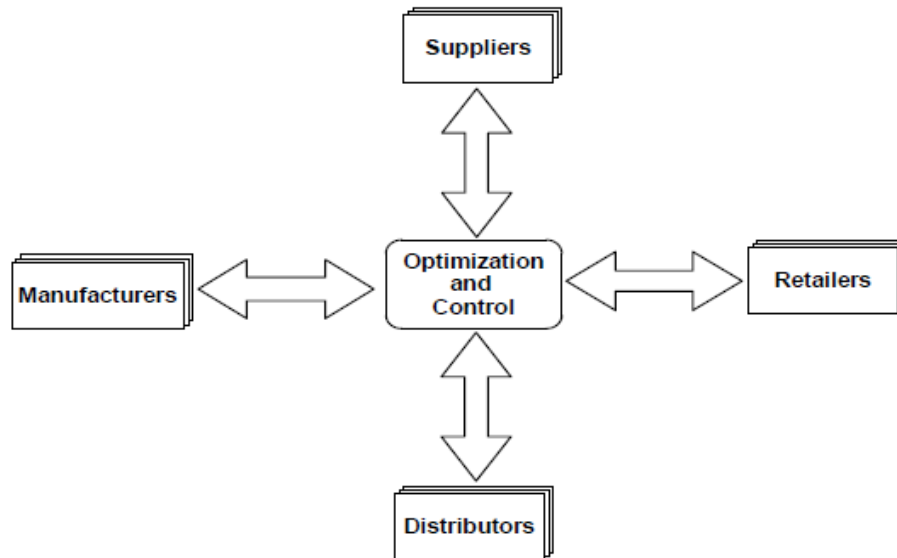 Suppliers
Manufacturers
Optimization
and
Control
Retailers
Distributors